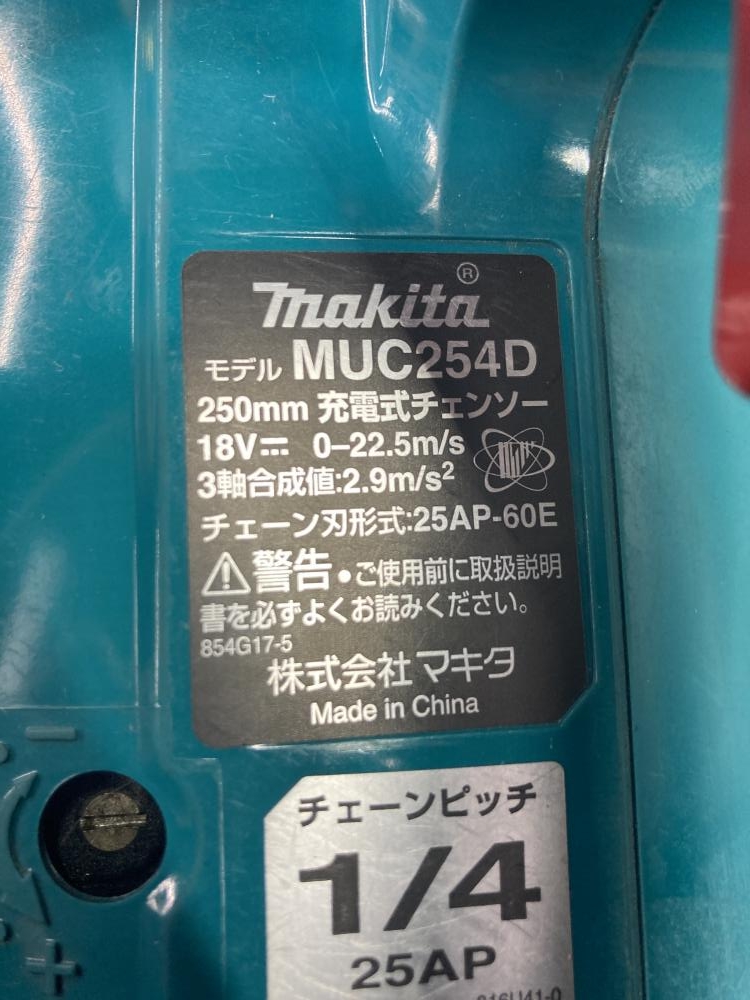 makita®
モデル MUC254D
250mm 充電式チェンソー
18V⎓ 0–22.5m/s
3軸合成値:2.9m/s²
チェーン刃形式:25AP-60E
⚠警告 •ご使用前に取扱説明
書を必ずよくお読みください。
854G17-5
株式会社マキタ
Made in China
チェーンピッチ
1/4
25AP